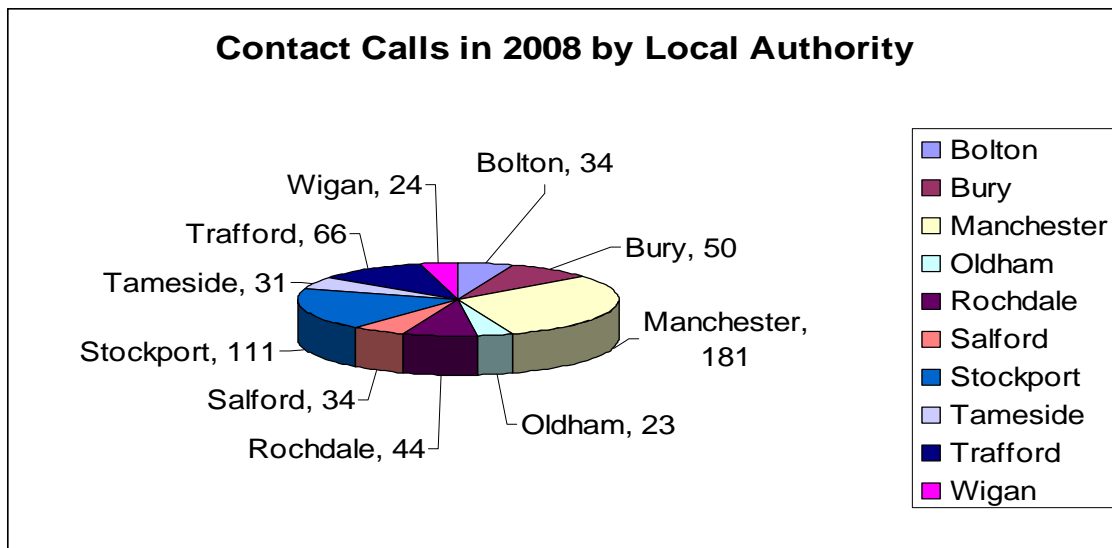 Contact Calls in 2008 by Local Authority
Bolton, 34
Wigan, 24
Bury, 50
Trafford, 66
Tameside, 31
Manchester,
181
Stockport, 111
Salford, 34
Oldham, 23
Rochdale, 44
Bolton
Bury
Manchester
Oldham
Rochdale
Salford
Stockport
Tameside
Trafford
Wigan